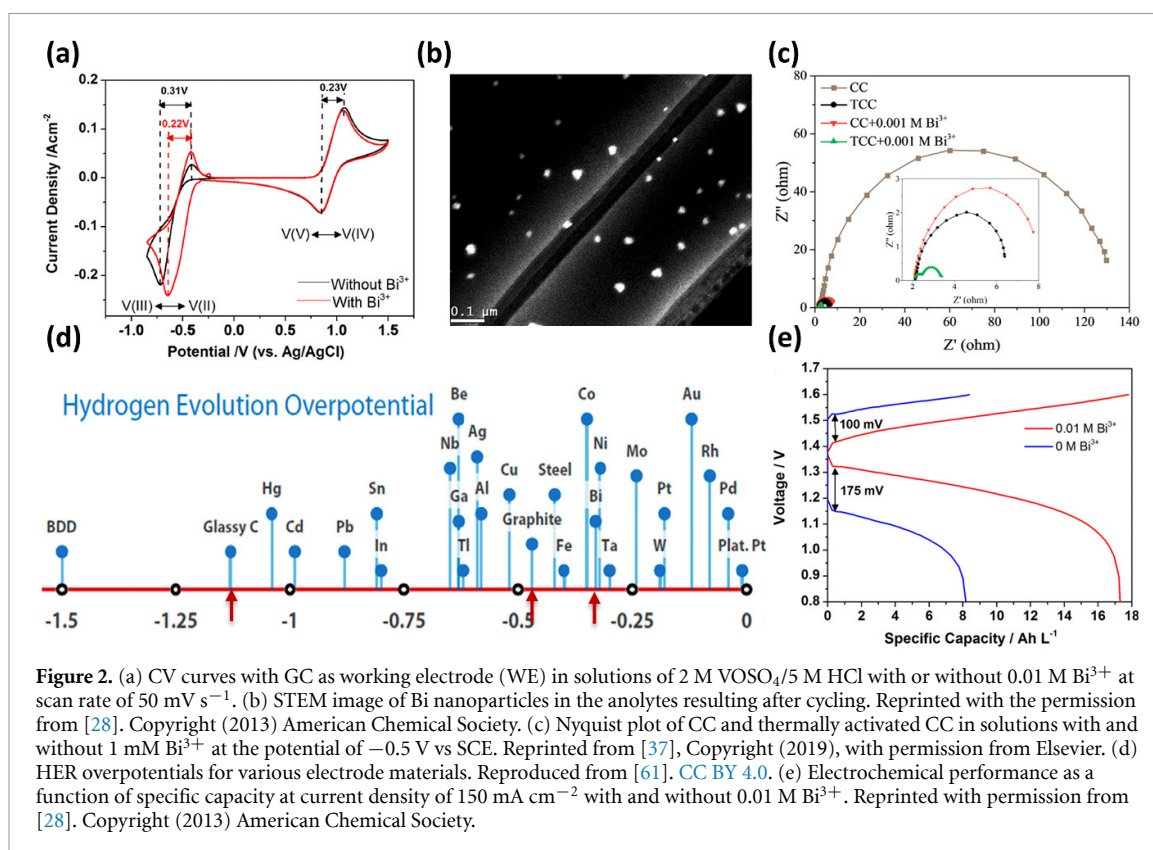 (a)
0.2
0.1
0.0
-0.1
-0.2
Current Density /Acm⁻²
0.31V
0.22V
0.23V
V(V)
V(IV)
V(III)
V(II)
Without Bi³⁺
With Bi³⁺
-1.0 -0.5 0.0 0.5 1.0 1.5
Potential /V (vs. Ag/AgCl)
(b)
0.1 µm
(c)
80
60
40
20
0
Z'' (ohm)
CC
TCC
CC+0.001 M Bi³⁺
TCC+0.001 M Bi³⁺
3
2
1
0
Z'' (ohm)
2 4 6 8
Z' (ohm)
0 20 40 60 80 100 120 140
Z' (ohm)
(d)
Hydrogen Evolution Overpotential
Be Co Au
Nb Ag Ni Mo Rh
Hg Sn Ga Al Cu Steel Bi Pt Pd
BDD Glassy C Cd Pb In Tl Graphite Fe Ta W Plat. Pt
-1.5 -1.25 -1 -0.75 -0.5 -0.25 0
(e)
1.7
1.6
1.5
1.4
1.3
1.2
1.1
1.0
0.9
0.8
Voltage / V
100 mV
175 mV
0.01 M Bi³⁺
0 M Bi³⁺
0 2 4 6 8 10 12 14 16 18
Specific Capacity / Ah L⁻¹
Figure 2. (a) CV curves with GC as working electrode (WE) in solutions of 2 M VOSO₄/5 M HCl with or without 0.01 M Bi³⁺ at
scan rate of 50 mV s⁻¹. (b) STEM image of Bi nanoparticles in the anolytes resulting after cycling. Reprinted with the permission
from [28]. Copyright (2013) American Chemical Society. (c) Nyquist plot of CC and thermally activated CC in solutions with and
without 1 mM Bi³⁺ at the potential of −0.5 V vs SCE. Reprinted from [37], Copyright (2019), with permission from Elsevier. (d)
HER overpotentials for various electrode materials. Reproduced from [61]. CC BY 4.0. (e) Electrochemical performance as a
function of specific capacity at current density of 150 mA cm⁻² with and without 0.01 M Bi³⁺. Reprinted with permission from
[28]. Copyright (2013) American Chemical Society.